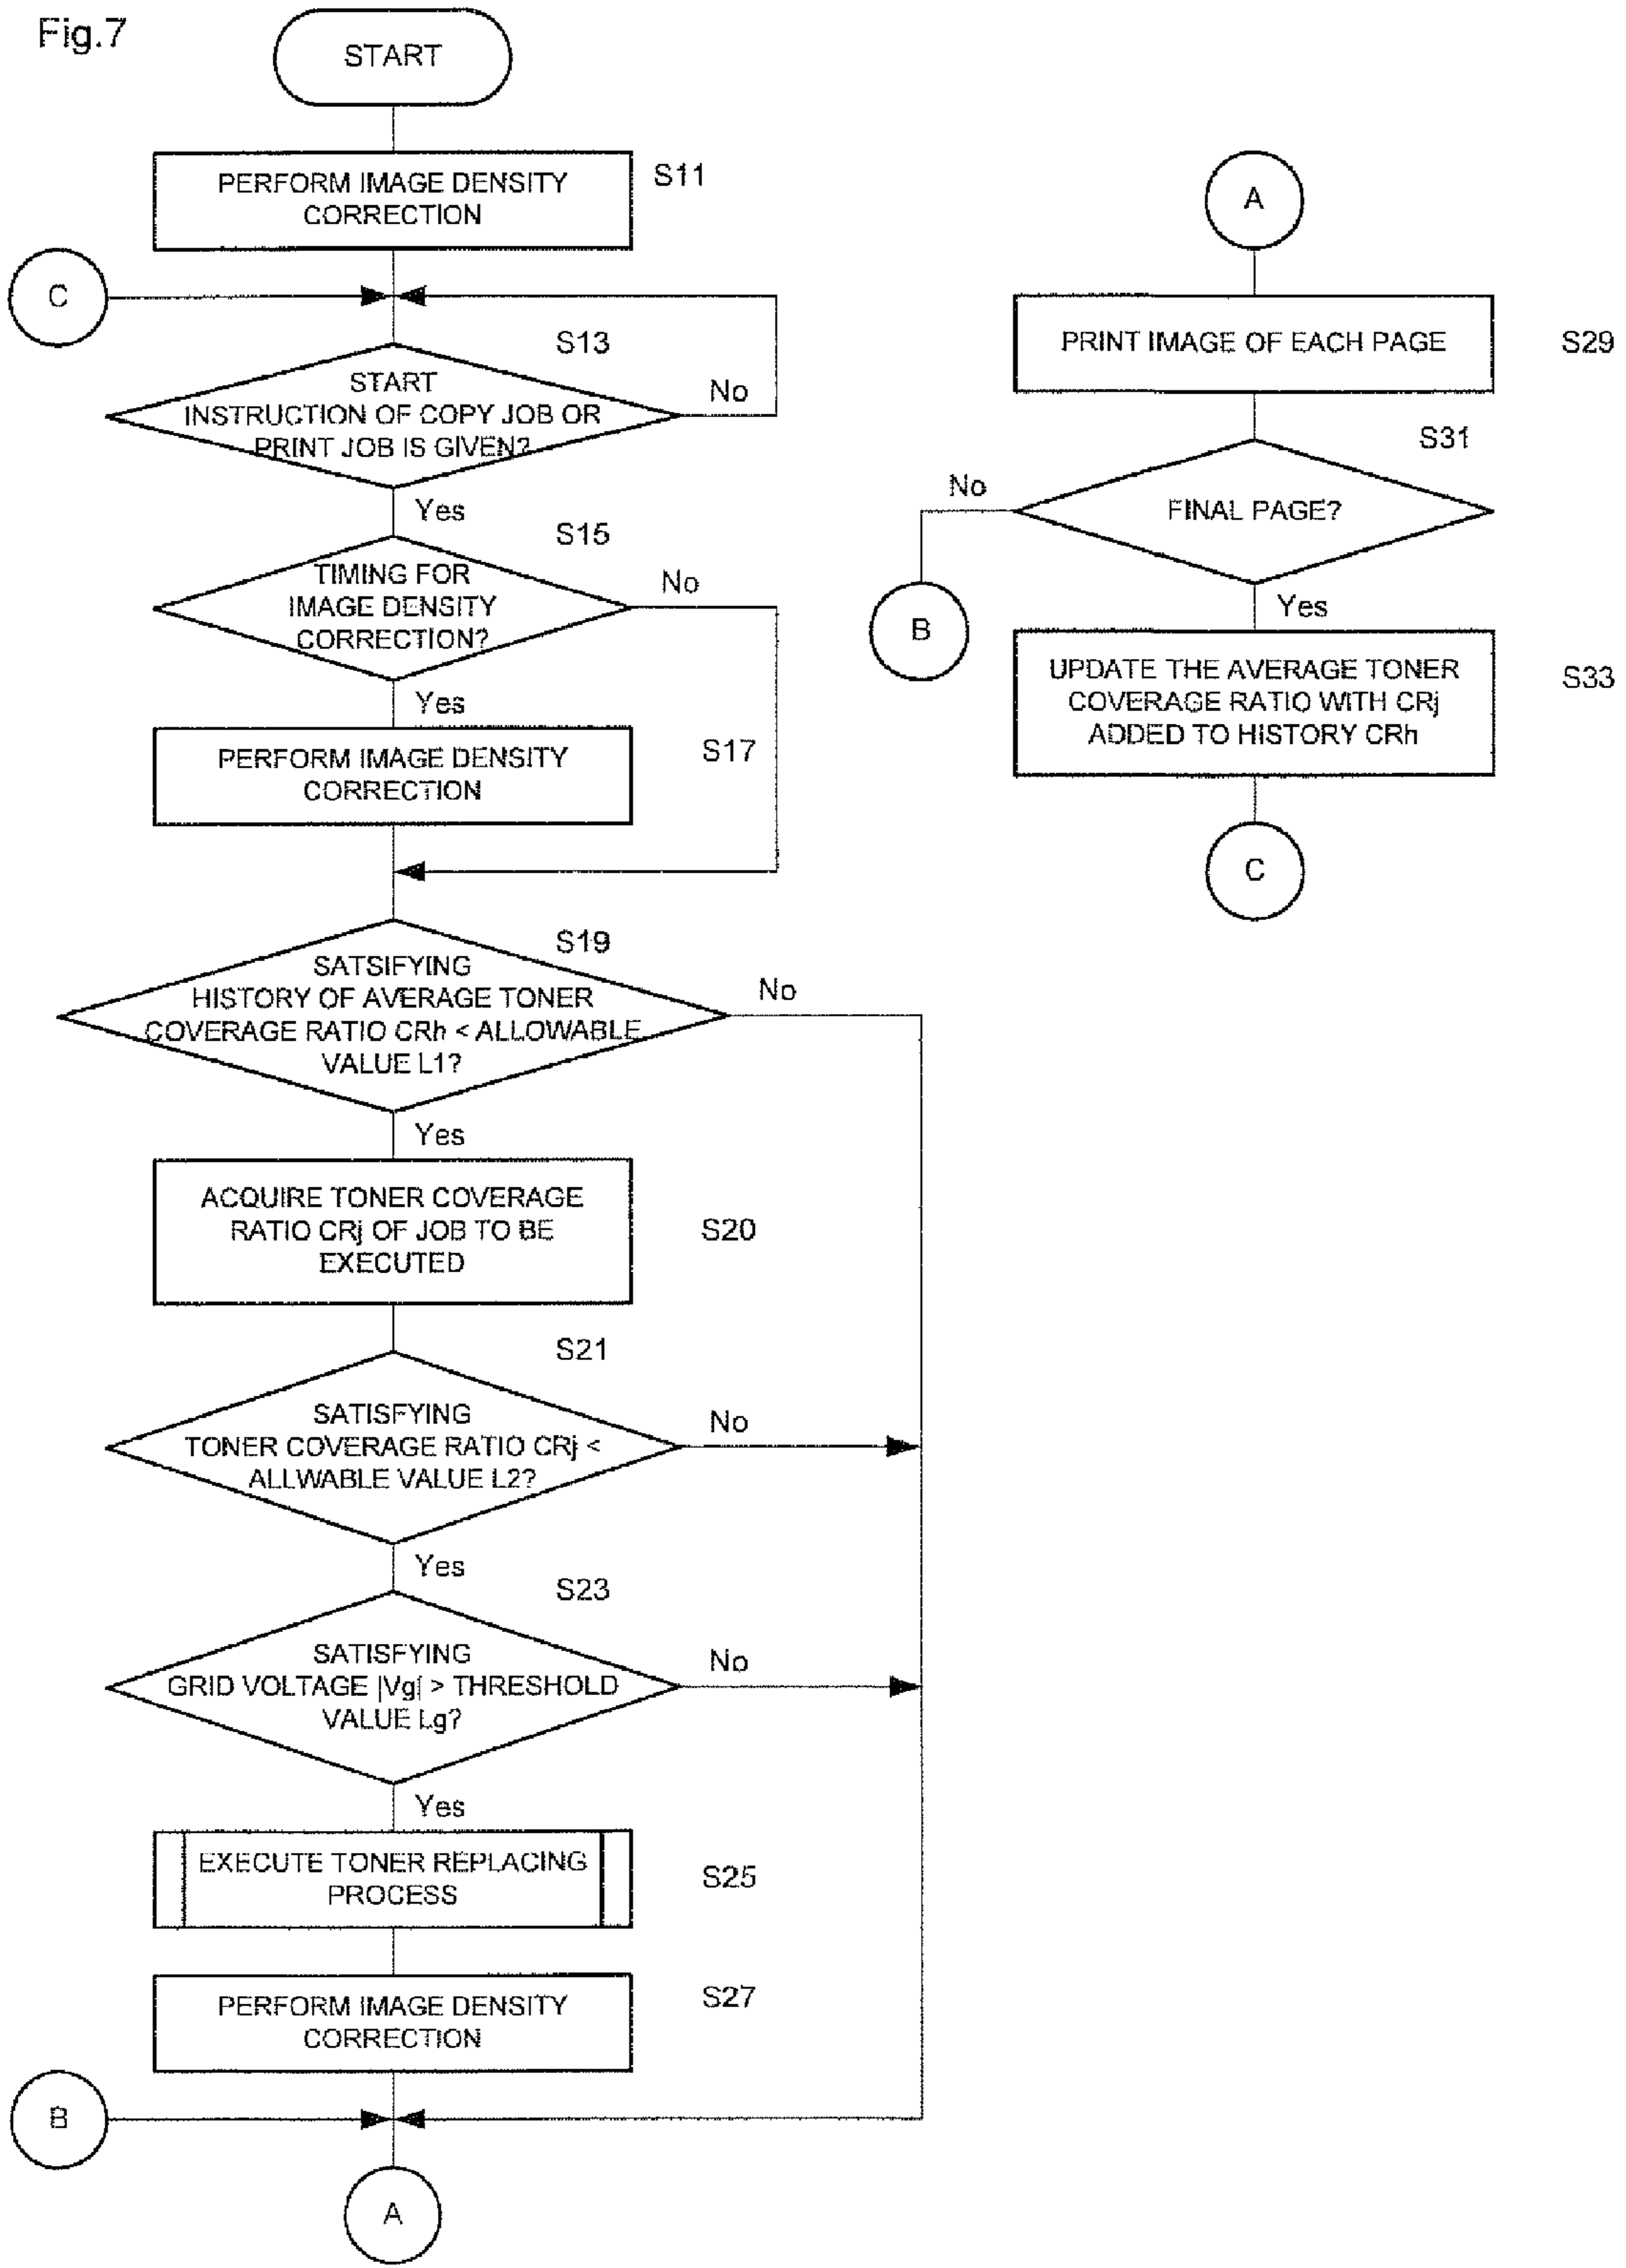 Fig.7
START
PERFORM IMAGE DENSITY
CORRECTION
S11
C
S13
START
INSTRUCTION OF COPY JOB OR
PRINT JOB IS GIVEN?
No
Yes
S15
TIMING FOR
IMAGE DENSITY
CORRECTION?
No
Yes
PERFORM IMAGE DENSITY
CORRECTION
S17
S19
SATSIFYING
HISTORY OF AVERAGE TONER
COVERAGE RATIO CRh < ALLOWABLE
VALUE L1?
No
Yes
ACQUIRE TONER COVERAGE
RATIO CRj OF JOB TO BE
EXECUTED
S20
S21
SATISFYING
TONER COVERAGE RATIO CRj <
ALLWABLE VALUE L2?
No
Yes
S23
SATISFYING
GRID VOLTAGE |Vg| > THRESHOLD
VALUE Lg?
No
Yes
EXECUTE TONER REPLACING
PROCESS
S25
PERFORM IMAGE DENSITY
CORRECTION
S27
B
A
A
PRINT IMAGE OF EACH PAGE
S29
S31
FINAL PAGE?
No
B
Yes
UPDATE THE AVERAGE TONER
COVERAGE RATIO WITH CRj
ADDED TO HISTORY CRh
S33
C